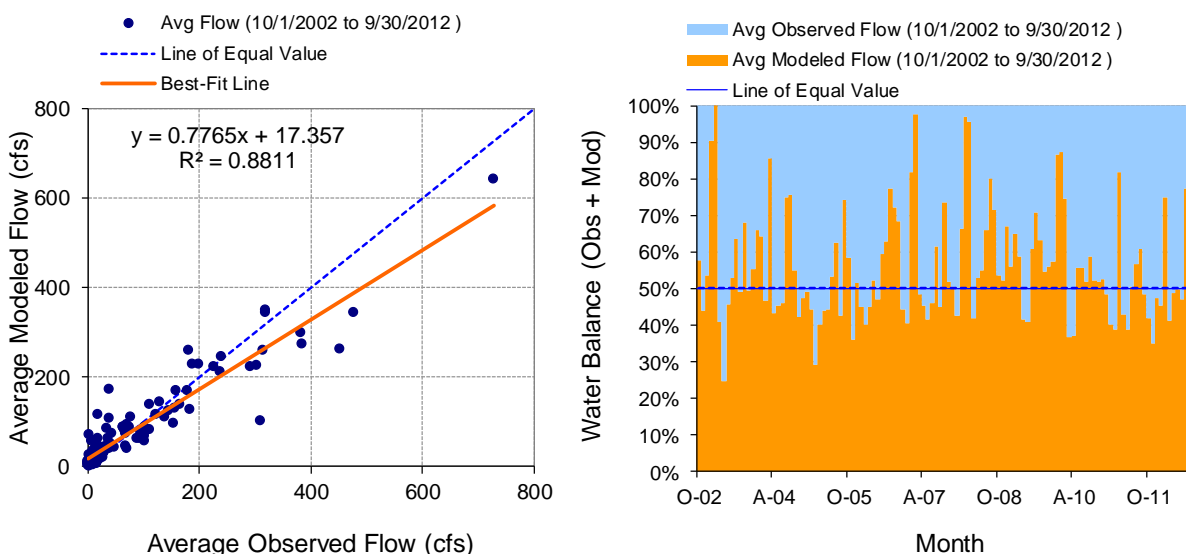 Avg Flow (10/1/2002 to 9/30/2012 )
Line of Equal Value
Best-Fit Line
y = 0.7765x + 17.357
R² = 0.8811
Average Modeled Flow (cfs)
800
600
400
200
0
0 200 400 600 800
Average Observed Flow (cfs)
Avg Observed Flow (10/1/2002 to 9/30/2012 )
Avg Modeled Flow (10/1/2002 to 9/30/2012 )
Line of Equal Value
Water Balance (Obs + Mod)
100%
90%
80%
70%
60%
50%
40%
30%
20%
10%
0%
O-02 A-04 O-05 A-07 O-08 A-10 O-11
Month